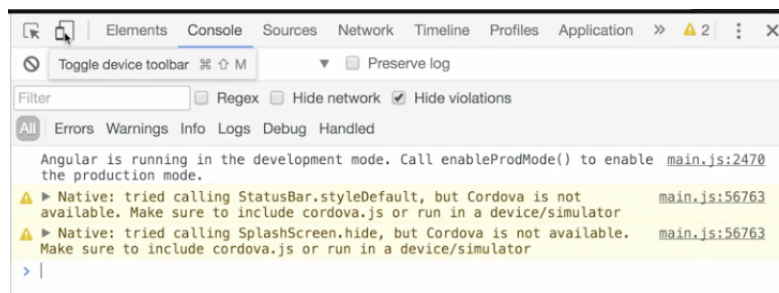 Elements Console Sources Network Timeline Profiles Application » 2
Toggle device toolbar ⌘ ⇧ M Preserve log
Filter Regex Hide network Hide violations
All Errors Warnings Info Logs Debug Handled
Angular is running in the development mode. Call enableProdMode() to enable main.js:2470
the production mode.
Native: tried calling StatusBar.styleDefault, but Cordova is not main.js:56763
available. Make sure to include cordova.js or run in a device/simulator
Native: tried calling SplashScreen.hide, but Cordova is not available. main.js:56763
Make sure to include cordova.js or run in a device/simulator
>